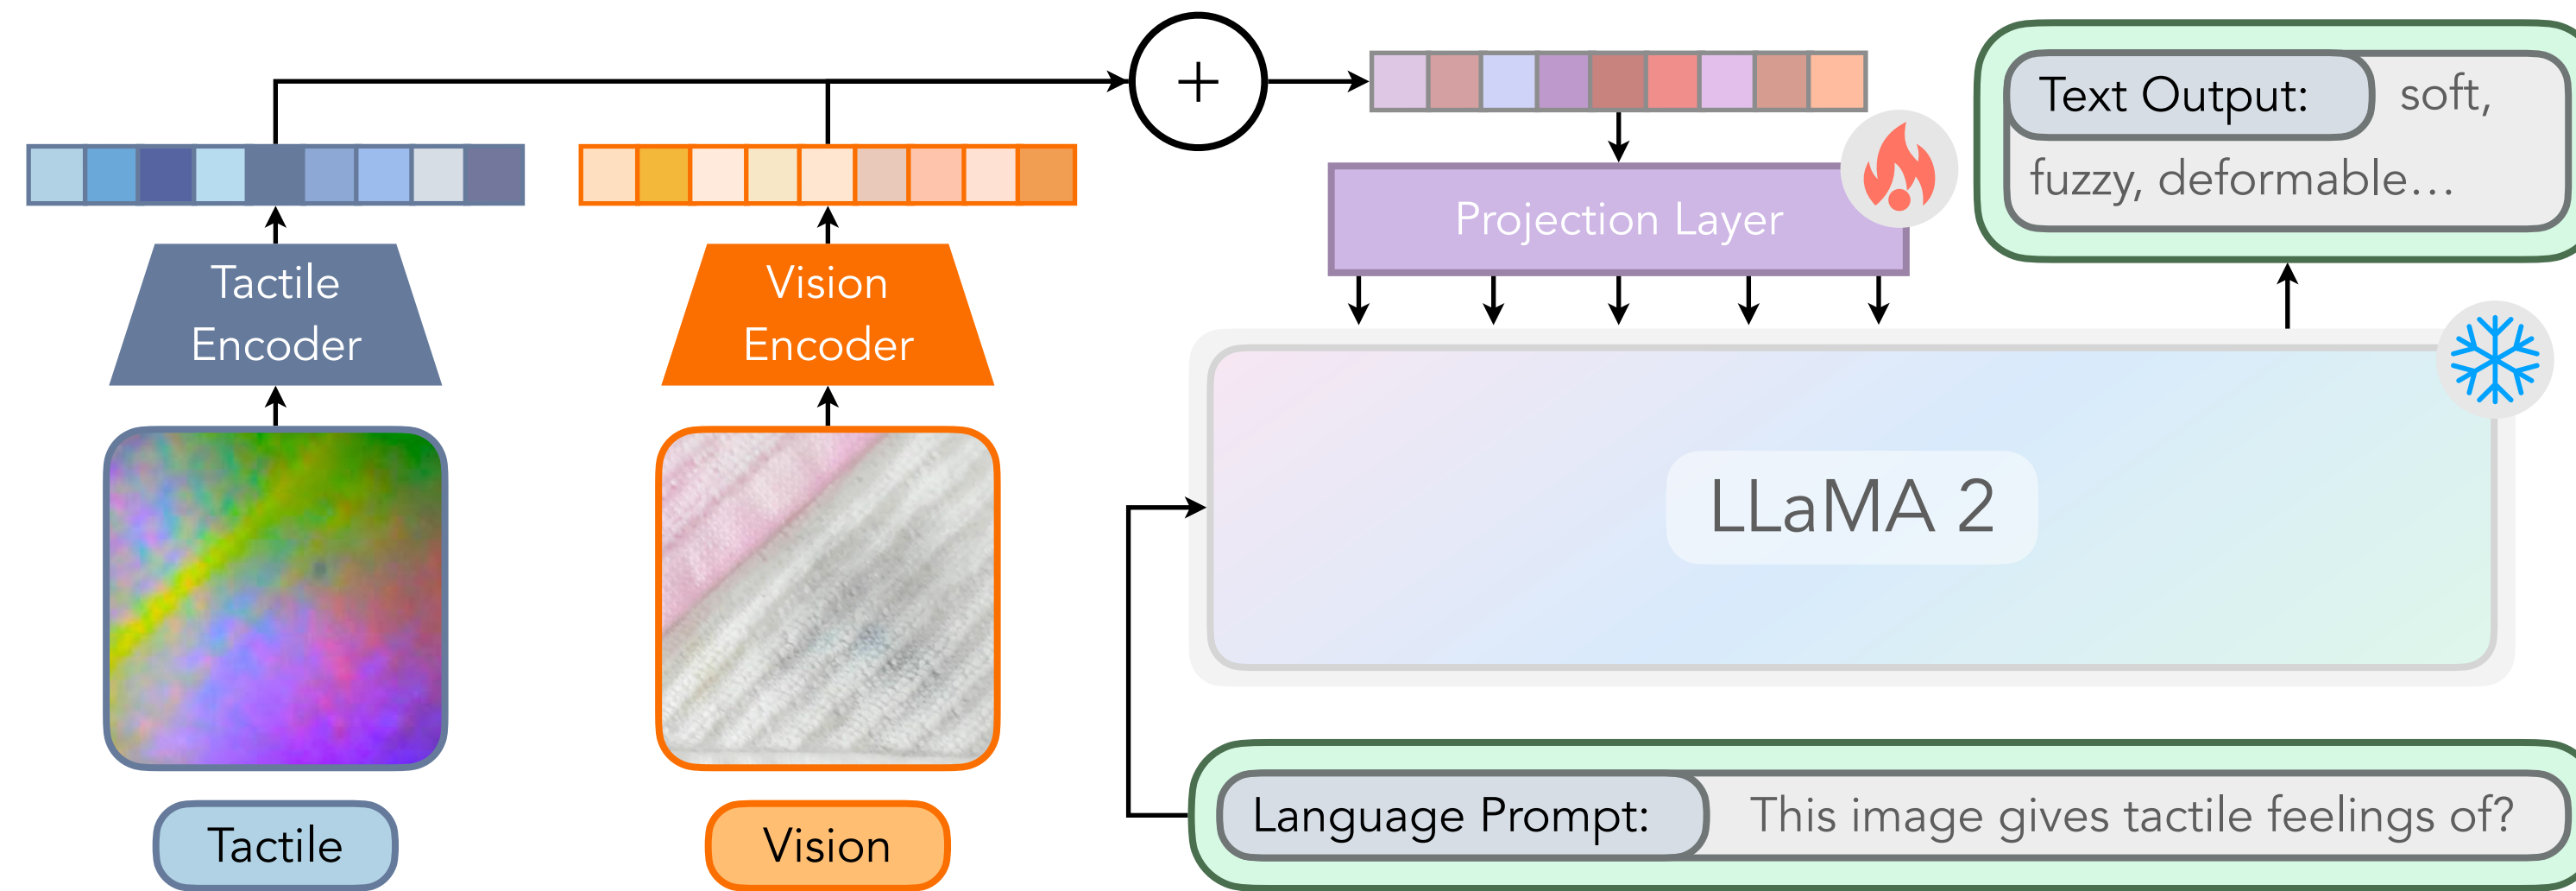 +
Text Output: soft,
fuzzy, deformable...
Projection Layer
Tactile
Encoder
Vision
Encoder
LLaMA 2
Language Prompt: This image gives tactile feelings of?
Tactile
Vision